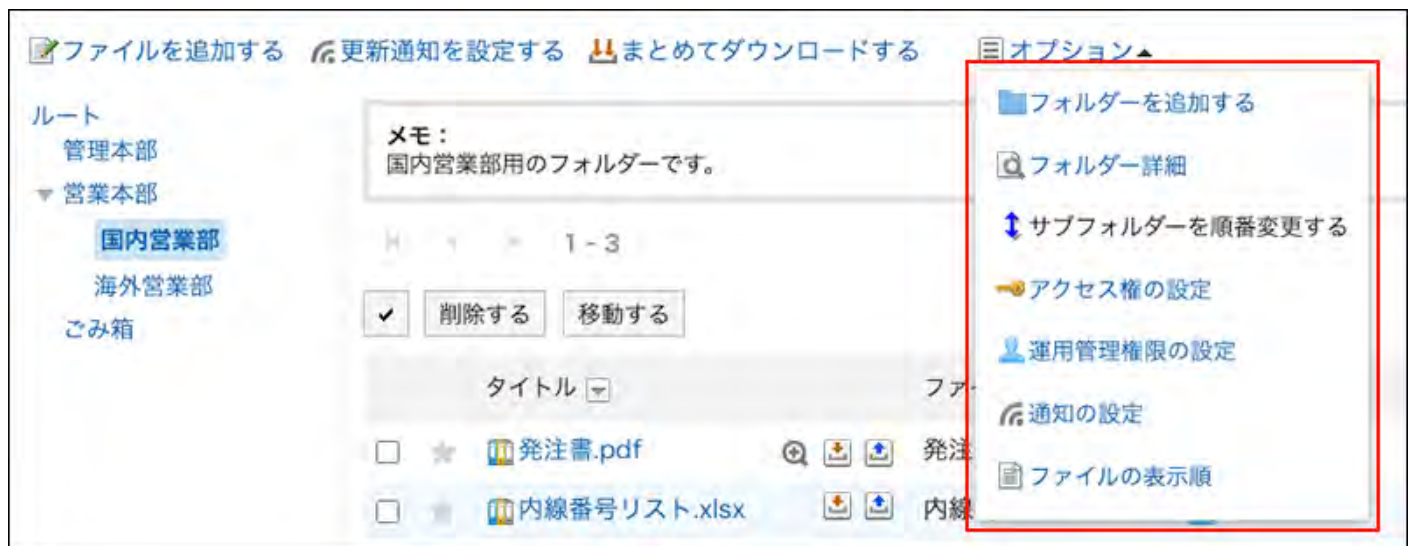 ファイルを追加する 更新通知を設定する まとめてダウンロードする オプション▲
ルート
管理本部
営業本部
国内営業部
海外営業部
ごみ箱
メモ：
国内営業部用のフォルダーです。
1 - 3
削除する 移動する
タイトル ファ
発注書.pdf 発注
内線番号リスト.xlsx 内線
フォルダーを追加する
フォルダー詳細
サブフォルダーを順番変更する
アクセス権の設定
運用管理権限の設定
通知の設定
ファイルの表示順